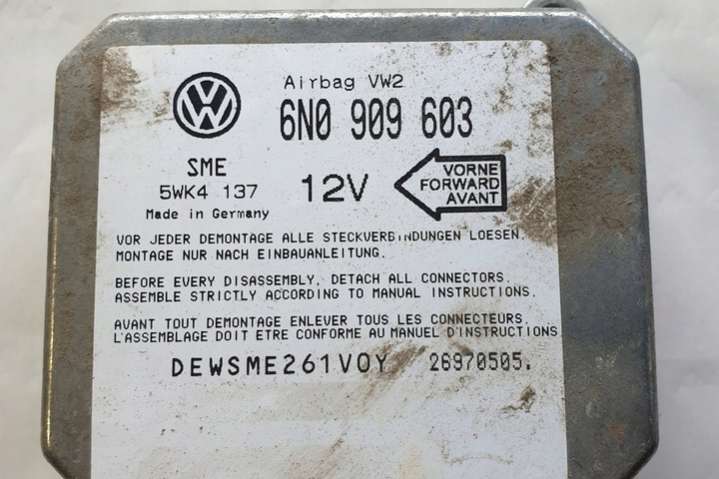 Airbag VW2
6N0 909 603
SME
5WK4 137
Made in Germany
12V
VORNE
FORWARD
AVANT
VOR JEDER DEMONTAGE ALLE STECKVERBINDUNGEN LOESEN.
MONTAGE NUR NACH EINBAUANLEITUNG.
BEFORE EVERY DISASSEMBLY, DETACH ALL CONNECTORS.
ASSEMBLE STRICTLY ACCORDING TO MANUAL INSTRUCTIONS.
AVANT TOUT DEMONTAGE ENLEVER TOUS LES CONNECTEURS.
L'ASSEMBLAGE DOIT ETRE CONFORME AU MANUEL D'INSTRUCTIONS
DEWSME261VOY 26970505.